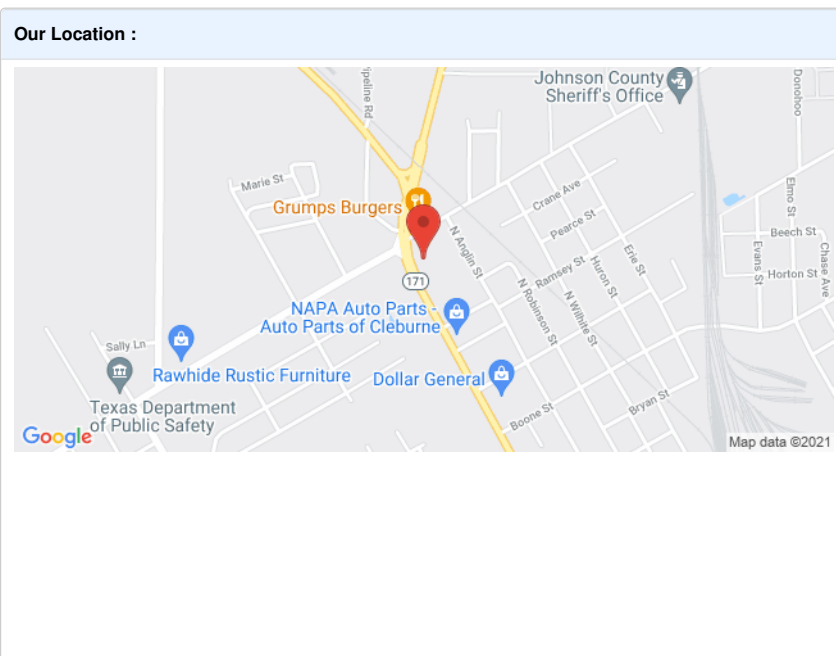 Our Location :
Johnson County
Sheriff's Office
Donohoo
ipeline Rd
Marie St
Grumps Burgers
Crane Ave
Elmo St
Pearce St
N Anglin St
Beech St
Erie St
Evans St
Chase Ave
171
Ramsey St
Huron St
Horton St
NAPA Auto Parts -
Auto Parts of Cleburne
N Robinson St
N Wilhite St
Sally Ln
Rawhide Rustic Furniture
Dollar General
Texas Department
of Public Safety
Boone St
Bryan St
Google
Map data ©2021